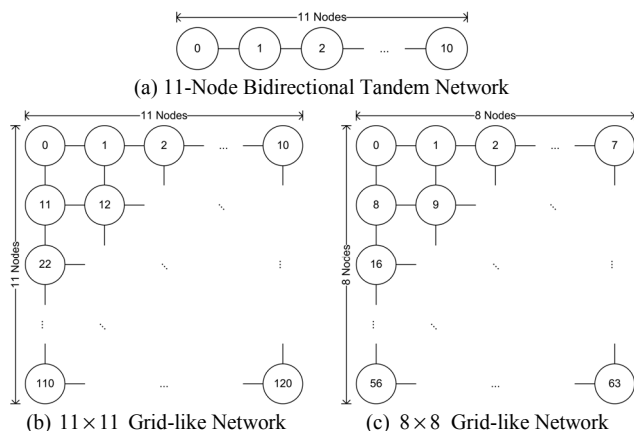 11 Nodes
0 1 2 ... 10
(a) 11-Node Bidirectional Tandem Network
11 Nodes
11 Nodes
0 1 2 ... 10
11 12
22
110 ... 120
(b) 11×11 Grid-like Network
8 Nodes
8 Nodes
0 1 2 ... 7
8 9
16
56 ... 63
(c) 8×8 Grid-like Network